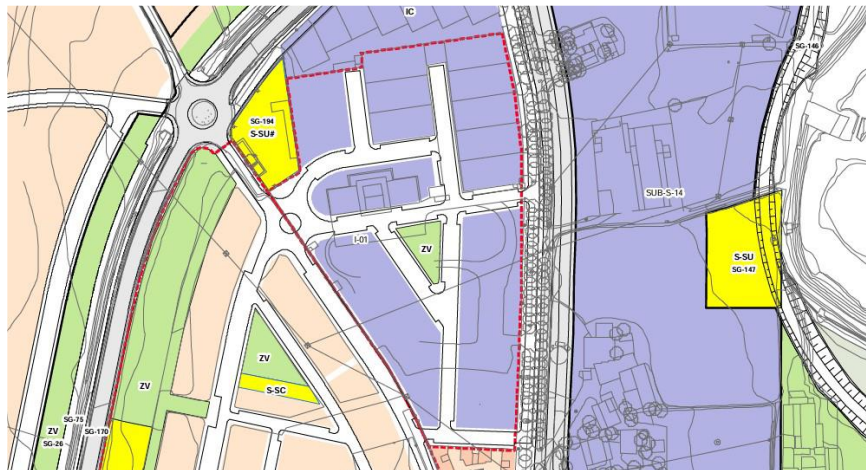 IC
SG-146
SG-194
S-SU#
SUB-S-14
I-01
ZV
S-SU
SG-147
ZV
ZV
S-SC
SG-75
ZV
SG-170
SG-26